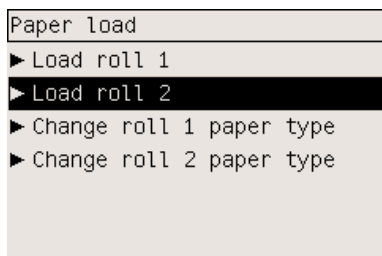 Paper load
Load roll 1
Load roll 2
Change roll 1 paper type
Change roll 2 paper type